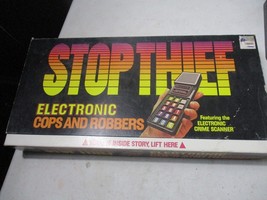 STOP THIEF
ELECTRONIC
COPS AND ROBBERS
Featuring the
ELECTRONIC
CRIME SCANNER
INSIDE STORY, LIFT HERE